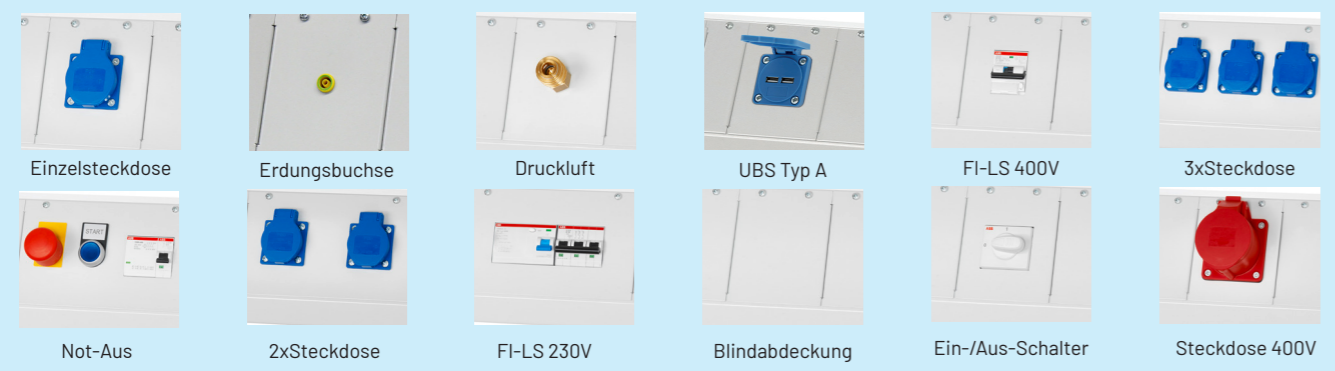 Einzelsteckdose
Erdungsbuchse
Druckluft
UBS Typ A
FI-LS 400V
3xSteckdose
START
Not-Aus
2xSteckdose
FI-LS 230V
Blindabdeckung
Ein-/Aus-Schalter
Steckdose 400V